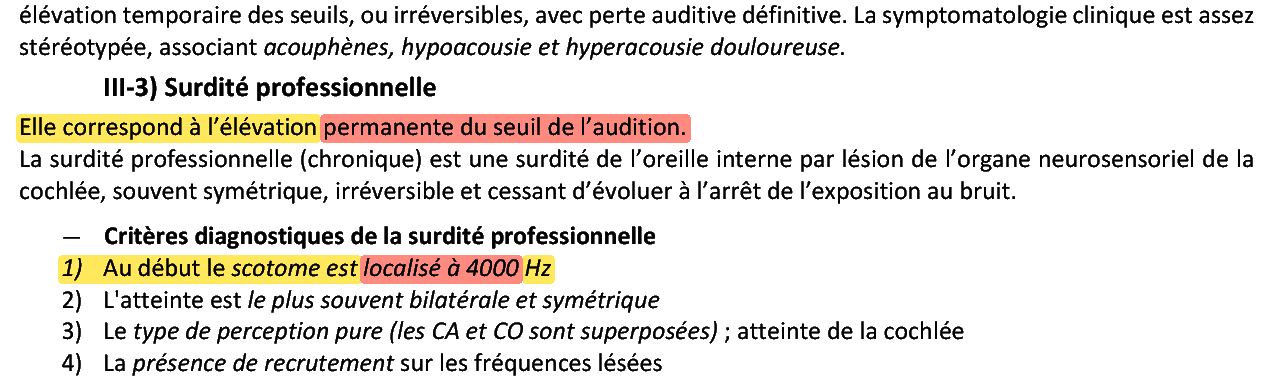 élévation temporaire des seuils, ou irréversibles, avec perte auditive définitive. La symptomatologie clinique est assez
stéréotypée, associant acouphènes, hypoacousie et hyperacousie douloureuse.
III-3) Surdité professionnelle
Elle correspond à l’élévation permanente du seuil de l’audition.
La surdité professionnelle (chronique) est une surdité de l’oreille interne par lésion de l’organe neurosensoriel de la
cochlée, souvent symétrique, irréversible et cessant d’évoluer à l’arrêt de l’exposition au bruit.
— Critères diagnostiques de la surdité professionnelle
1) Au début le scotome est localisé à 4000 Hz
2) L'atteinte est le plus souvent bilatérale et symétrique
3) Le type de perception pure (les CA et CO sont superposées) ; atteinte de la cochlée
4) La présence de recrutement sur les fréquences lésées